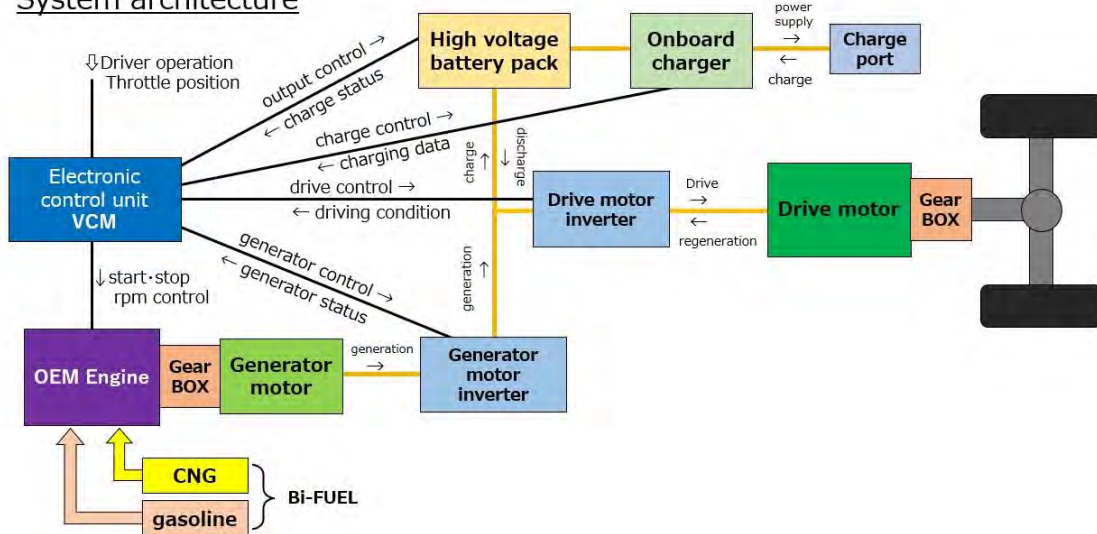 System architecture
⇩Driver operation
Throttle position
output control →
← charge status
High voltage
battery pack
Onboard
charger
power
supply
→
←
charge
Charge
port
charge control →
← charging data
Electronic
control unit
VCM
drive control →
← driving condition
charge ↑
↓ discharge
Drive motor
inverter
Drive
→
←
regeneration
Drive motor
Gear
BOX
generator control →
← generator status
generation ↑
↓start·stop
rpm control
OEM Engine
Gear
BOX
Generator
motor
generation
→
Generator
motor
inverter
CNG
gasoline
Bi-FUEL